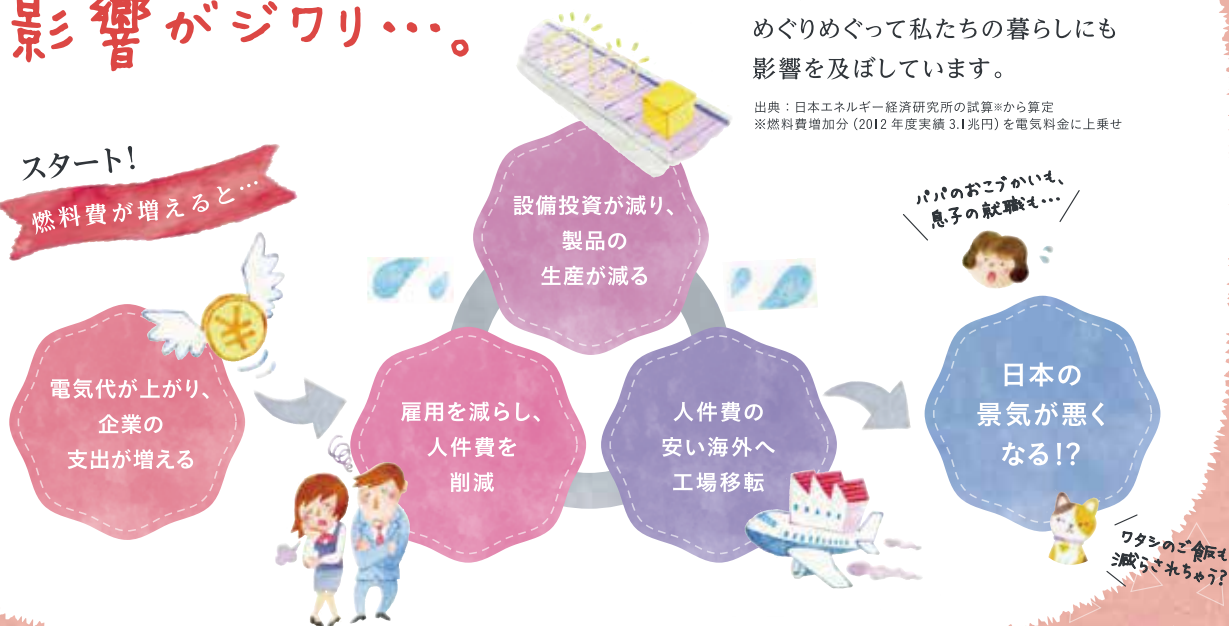 影響がジワリ・・・。
めぐりめぐって私たちの暮らしにも
影響を及ぼしています。
出典：日本エネルギー経済研究所の試算※から算定
※燃料費増加分（2012年度実績3.1兆円）を電気料金に上乗せ
スタート！
燃料費が増えると…
電気代が上がり、
企業の
支出が増える
設備投資が減り、
製品の
生産が減る
雇用を減らし、
人件費を
削減
人件費の
安い海外へ
工場移転
パパのおこづかいも、
息子の就職も…
日本の
景気が悪く
なる!?
ワタシのご飯も
減らされちゃう?